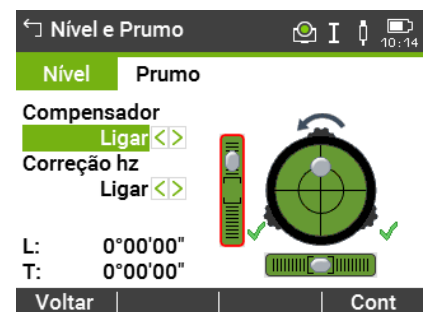 Nível e Prumo
10:14
Nível Prumo
Compensador
Ligar
Correção hz
Ligar
L: 0°00'00"
T: 0°00'00"
Voltar Cont